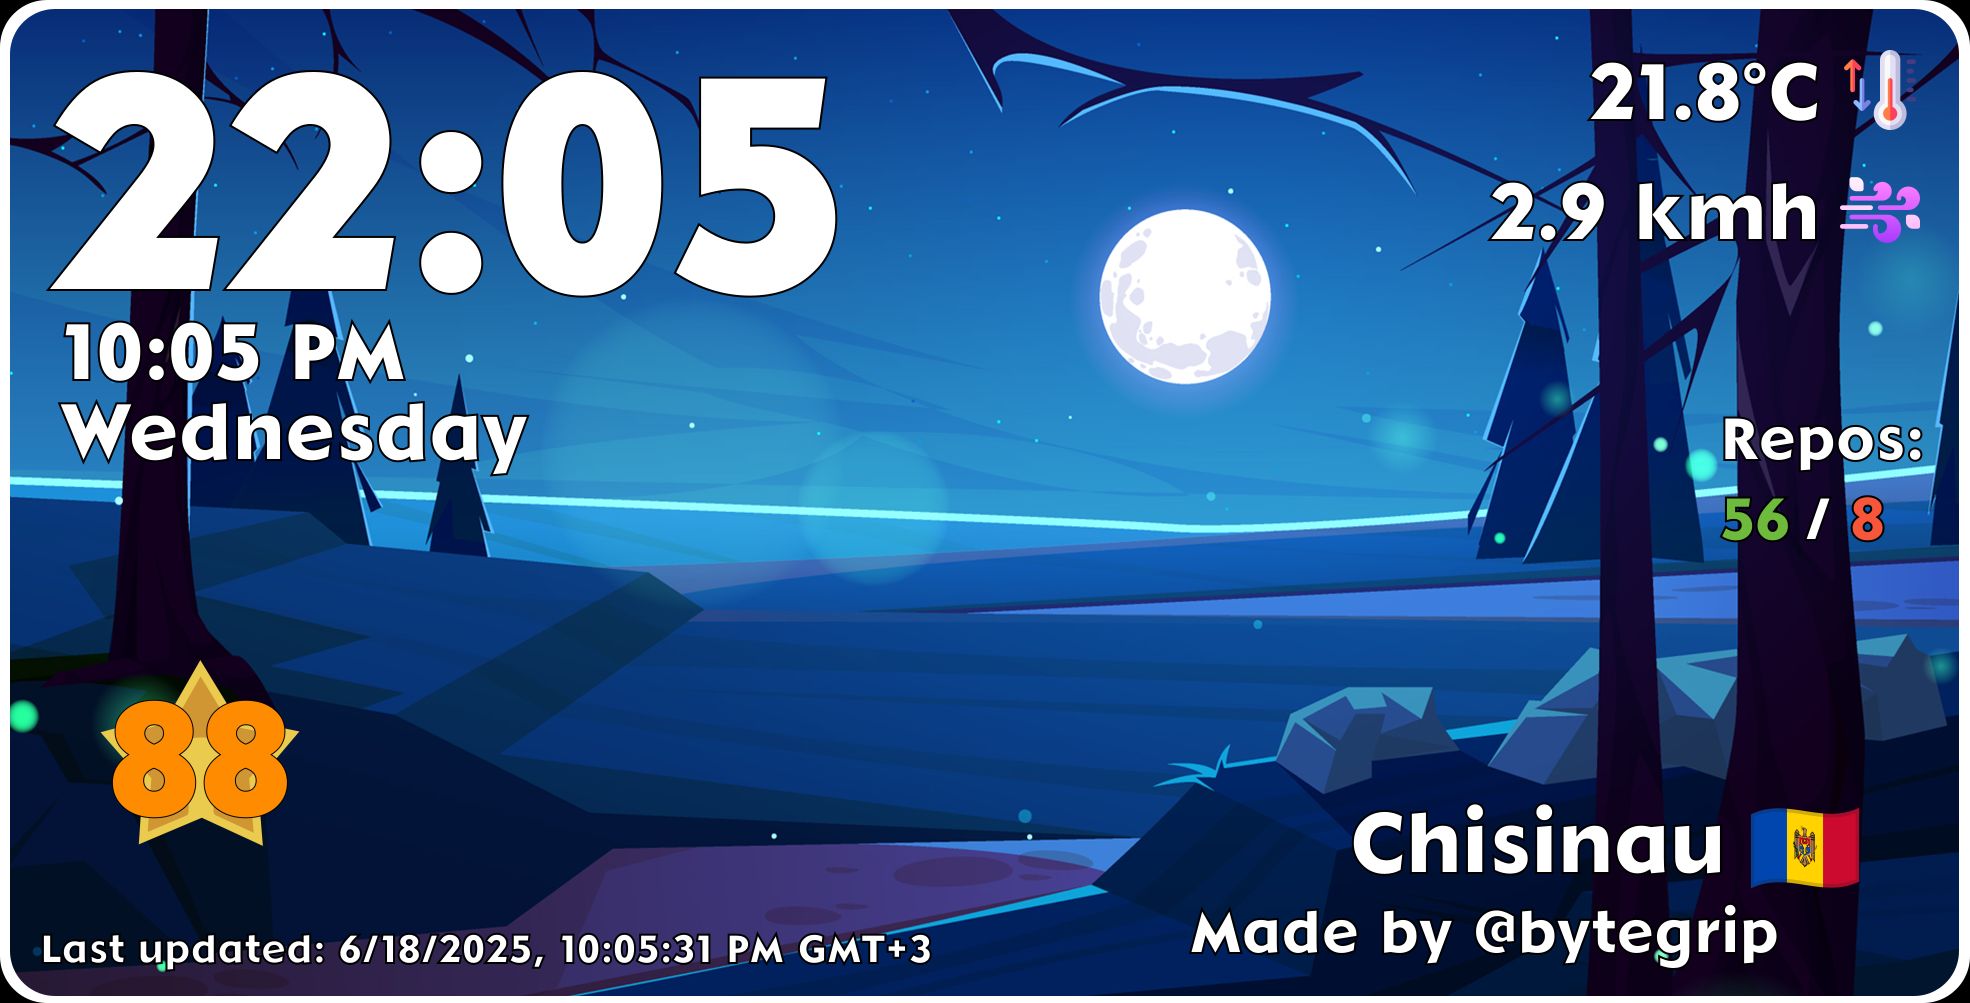 22:05
10:05 PM
Wednesday
21.8°C
2.9 kmh
Repos:
56 / 8
88
Chisinau
Made by @bytegrip
Last updated: 6/18/2025, 10:05:31 PM GMT+3